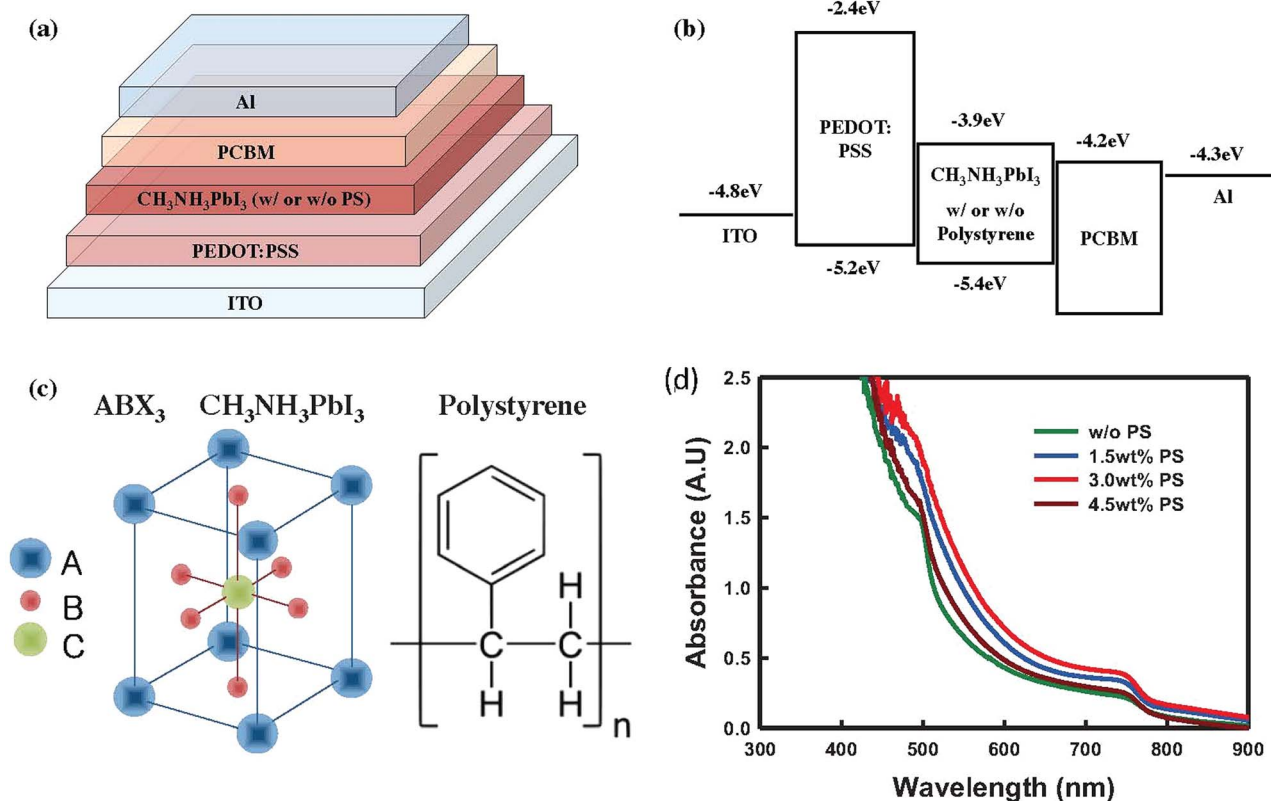 (a)
Al
PCBM
CH₃NH₃PbI₃ (w/ or w/o PS)
PEDOT:PSS
ITO
(b)
-2.4eV
PEDOT:
PSS
-3.9eV
-4.2eV
-4.3eV
Al
CH₃NH₃PbI₃
w/ or w/o
Polystyrene
-4.8eV
ITO
PCBM
-5.2eV
-5.4eV
(c)
ABX₃ CH₃NH₃PbI₃ Polystyrene
A
B
C
H
C C
H H
n
(d)
2.5
2.0
1.5
1.0
0.5
0.0
Absorbance (A.U)
w/o PS
1.5wt% PS
3.0wt% PS
4.5wt% PS
300 400 500 600 700 800 900
Wavelength (nm)